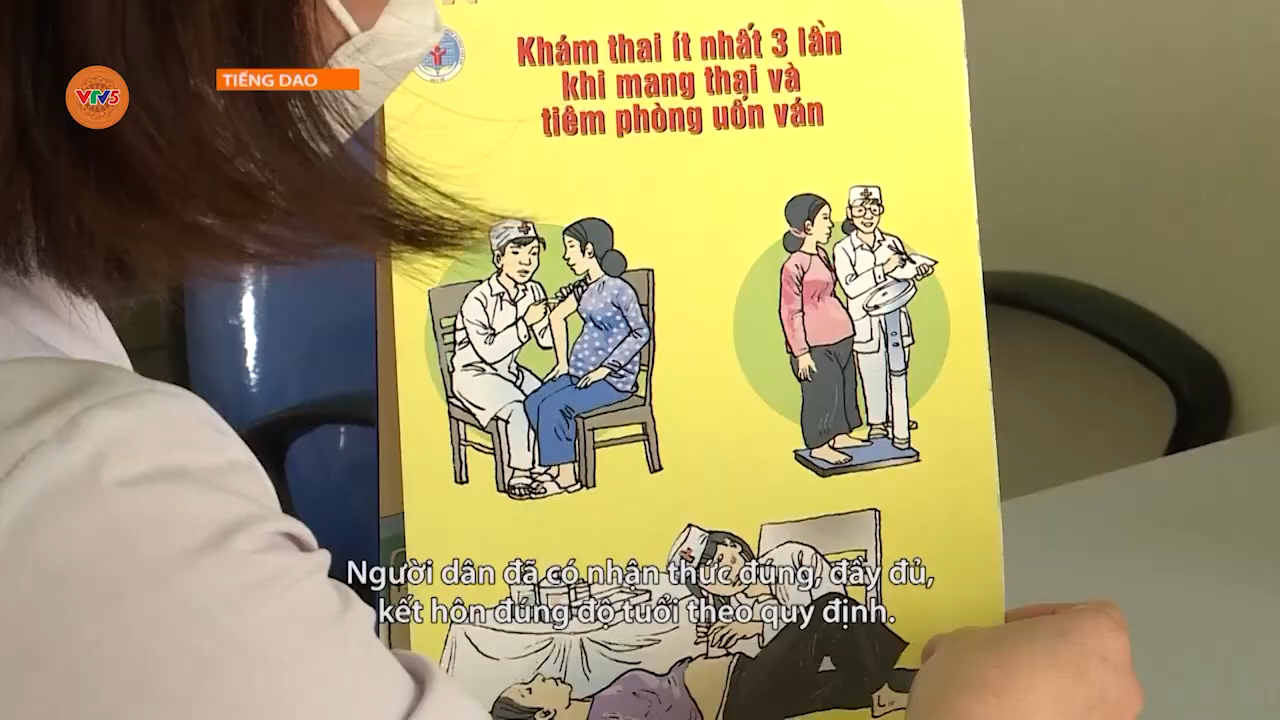 VTV5
TIẾNG DAO
Khám thai ít nhất 3 lần
khi mang thai và
tiêm phòng uốn ván
Người dân đã có nhận thức đúng, đầy đủ,
kết hôn đúng độ tuổi theo quy định.